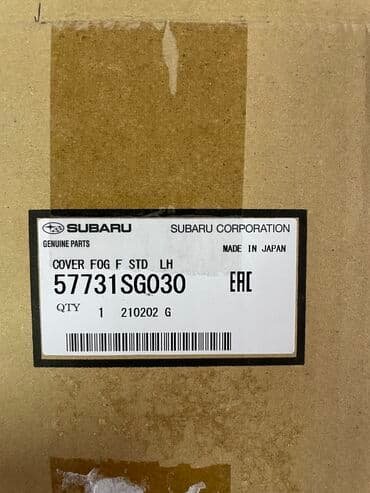 SUBARU SUBARU CORPORATION
GENUINE PARTS MADE IN JAPAN
COVER FOG F STD LH
57731SG030 EAC
QTY 1 210202 G